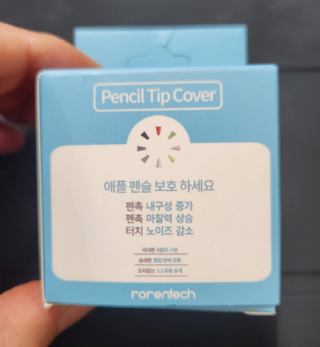 Pencil Tip Cover
애플 펜슬 보호 하세요
펜촉 내구성 증가
펜촉 마찰력 상승
터치 노이즈 감소
rorentech